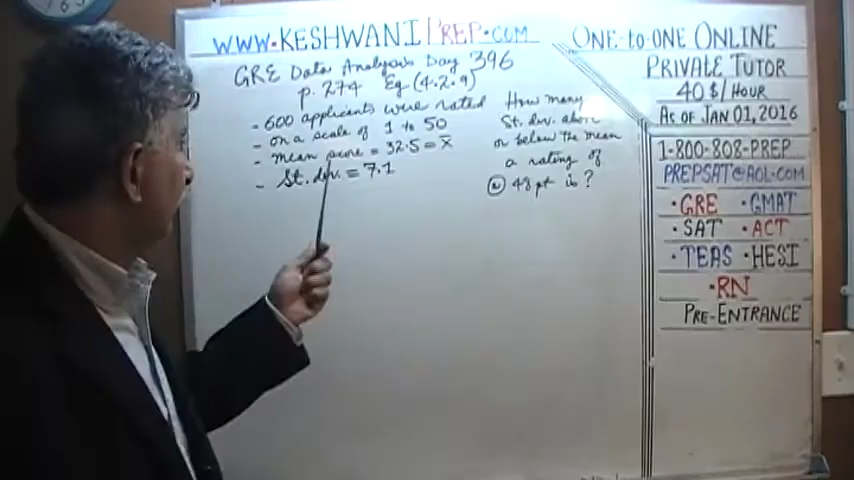 WWW.KESHWANI PREP.COM
GRE Data Analysis Day 396
p. 274 Eg (4.2.9)
- 600 applicants were rated
- on a scale of 1 to 50
- mean score = 32.5 = x̄
- St. div. = 7.1
How many
St. div. above
or below the mean
a rating of
(a) 48 pt is?
ONE-to-ONE ONLINE
PRIVATE TUTOR
40 $/HOUR
AS OF JAN 01, 2016
1-800-808-PREP
PREPSAT@AOL.COM
• GRE • GMAT
• SAT • ACT
• TEAS • HESI
• RN
PRE-ENTRANCE